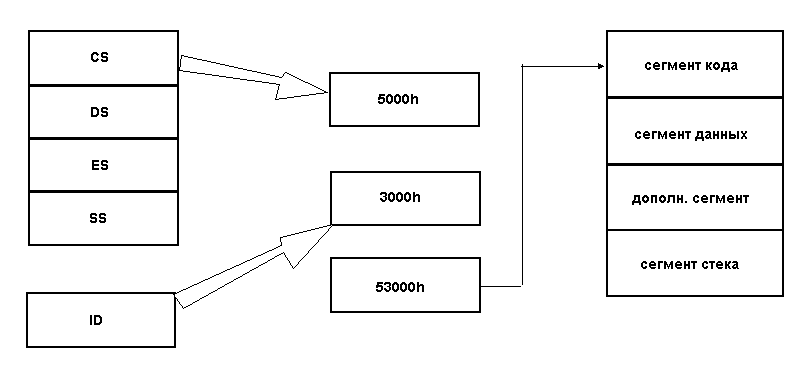 CS
DS
ES
SS
ID
5000h
3000h
53000h
сегмент кода
сегмент данных
дополн. сегмент
сегмент стека